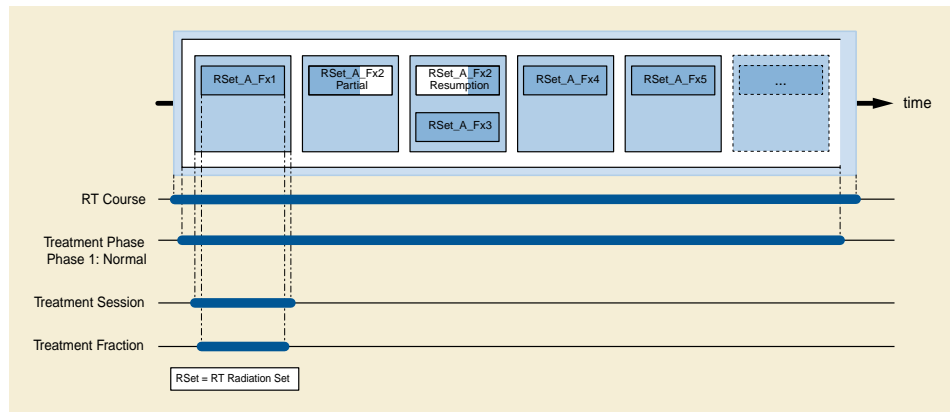 RSet_A_Fx1
RSet_A_Fx2
Partial
RSet_A_Fx2
Resumption
RSet_A_Fx3
RSet_A_Fx4
RSet_A_Fx5
...
time
RT Course
Treatment Phase
Phase 1: Normal
Treatment Session
Treatment Fraction
RSet = RT Radiation Set